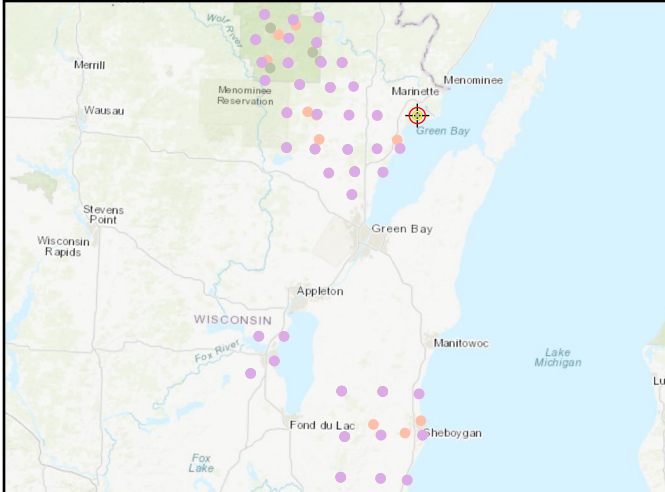 Wolf
River
Merrill
Menominee
Marinette
Menominee
Reservation
Wausau
Green Bay
Stevens
Point
Green Bay
Wisconsin
Rapids
Appleton
WISCONSIN
Manitowoc
Fox River
Lake
Michigan
Lu
Fond du Lac
Sheboygan
Fox
Lake